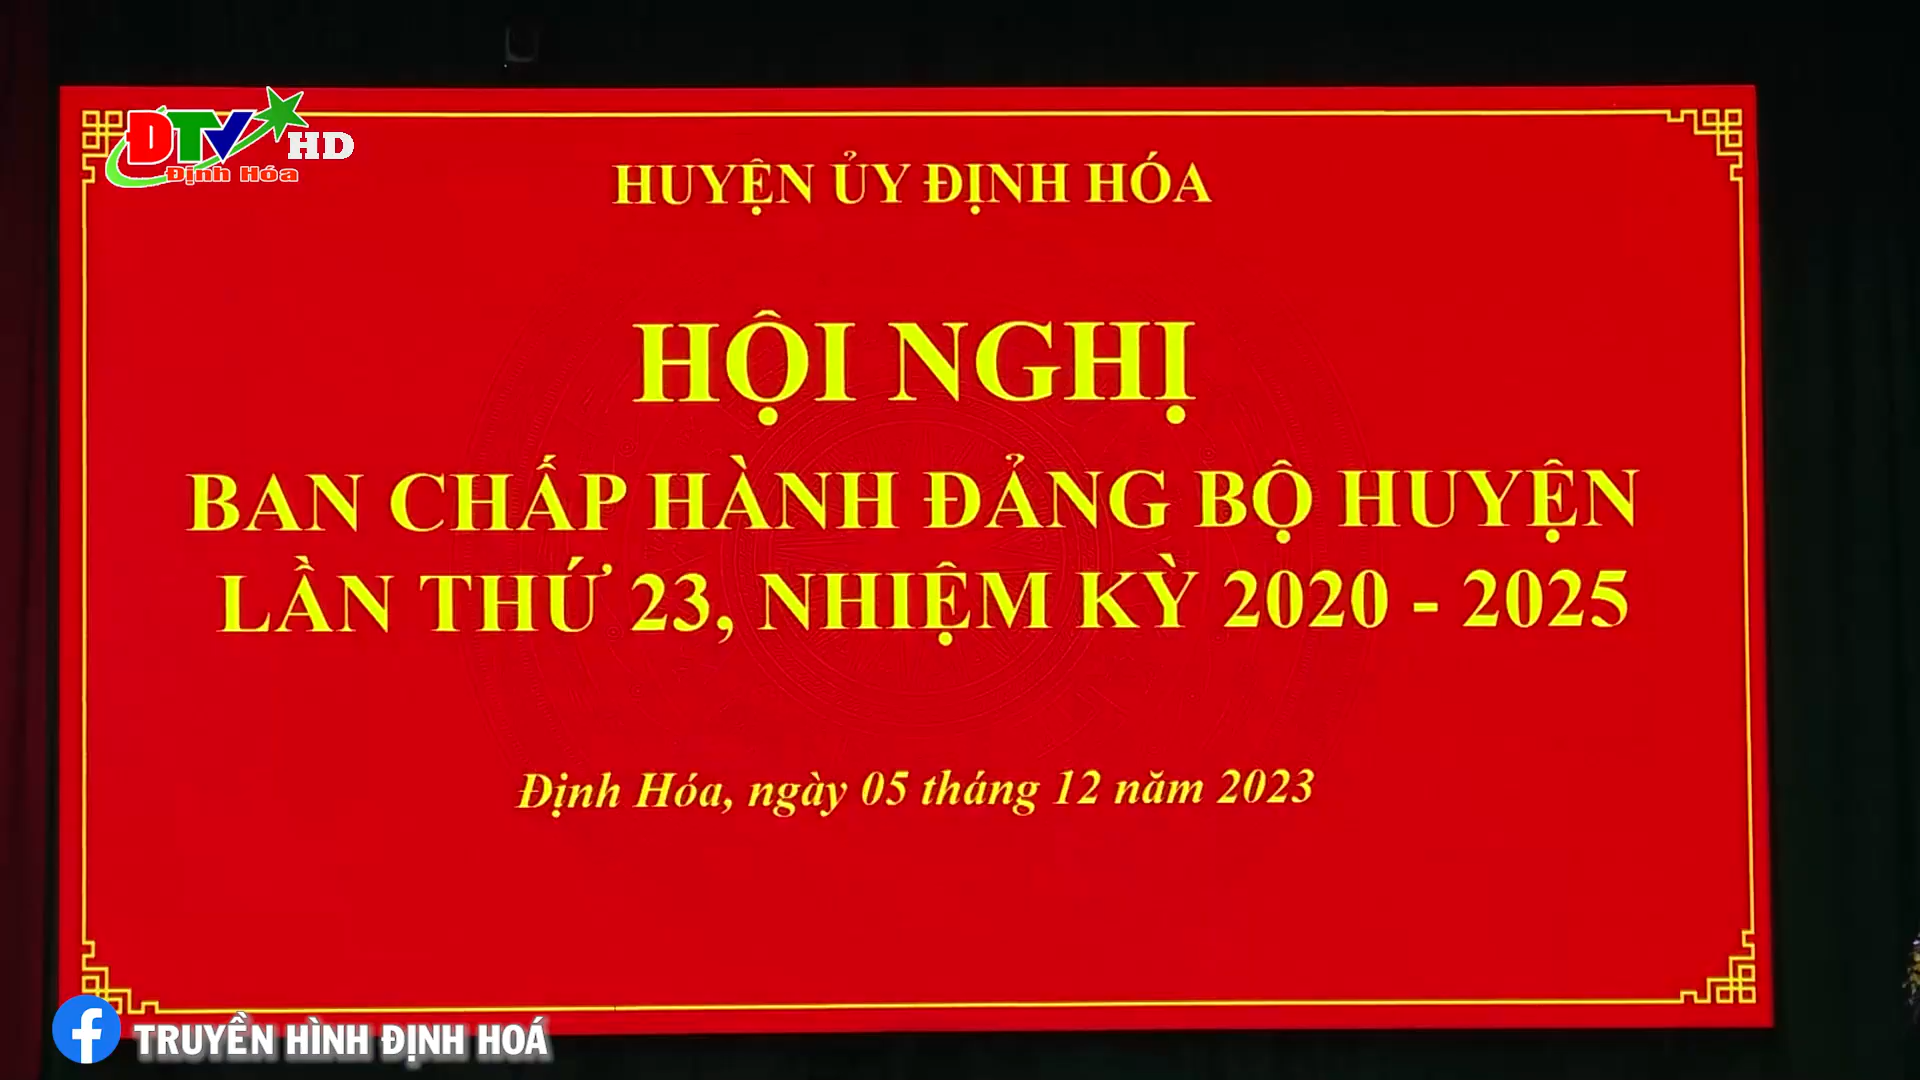 ĐTV HD
Định Hóa
HUYỆN ỦY ĐỊNH HÓA
HỘI NGHỊ
BAN CHẤP HÀNH ĐẢNG BỘ HUYỆN
LẦN THỨ 23, NHIỆM KỲ 2020 - 2025
Định Hóa, ngày 05 tháng 12 năm 2023
TRUYỀN HÌNH ĐỊNH HOÁ